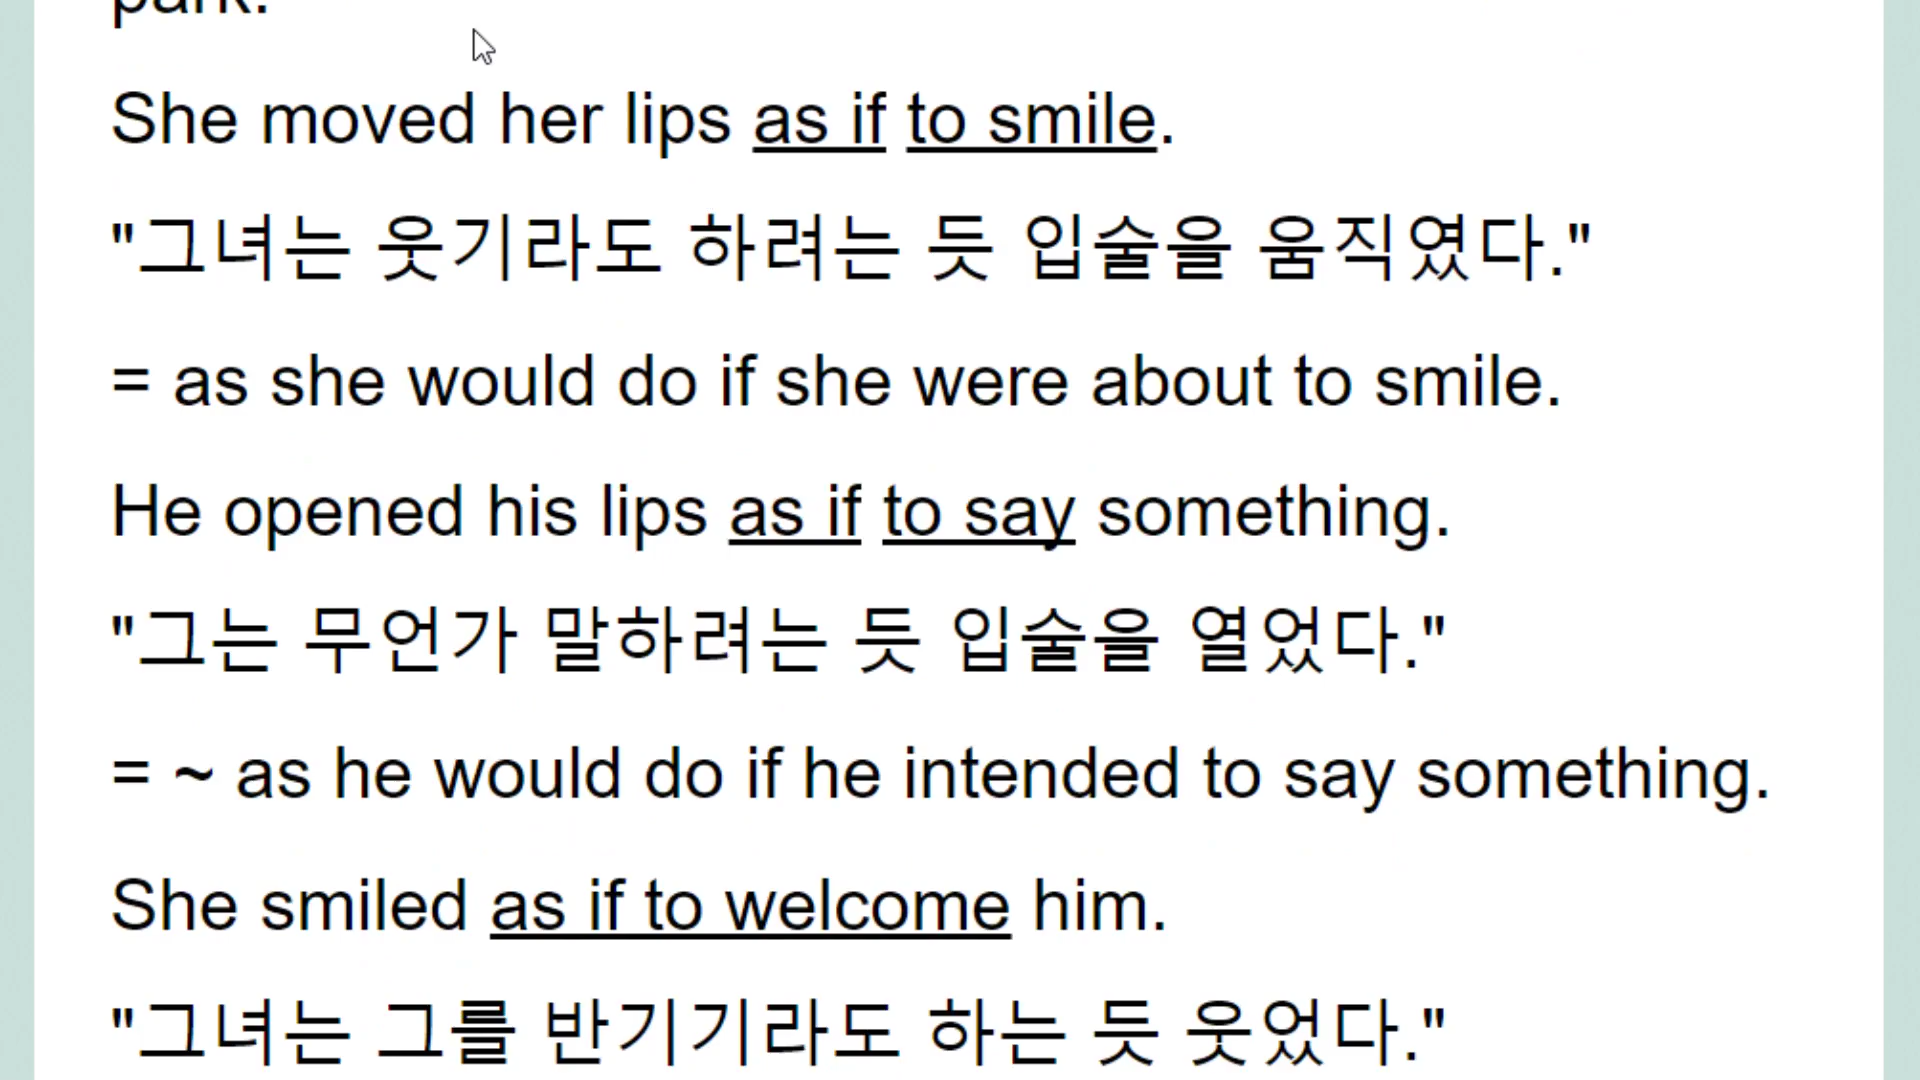 park.
She moved her lips as if to smile.
"그녀는 웃기라도 하려는 듯 입술을 움직였다."
= as she would do if she were about to smile.
He opened his lips as if to say something.
"그는 무언가 말하려는 듯 입술을 열었다."
= ~ as he would do if he intended to say something.
She smiled as if to welcome him.
"그녀는 그를 반기기라도 하는 듯 웃었다."